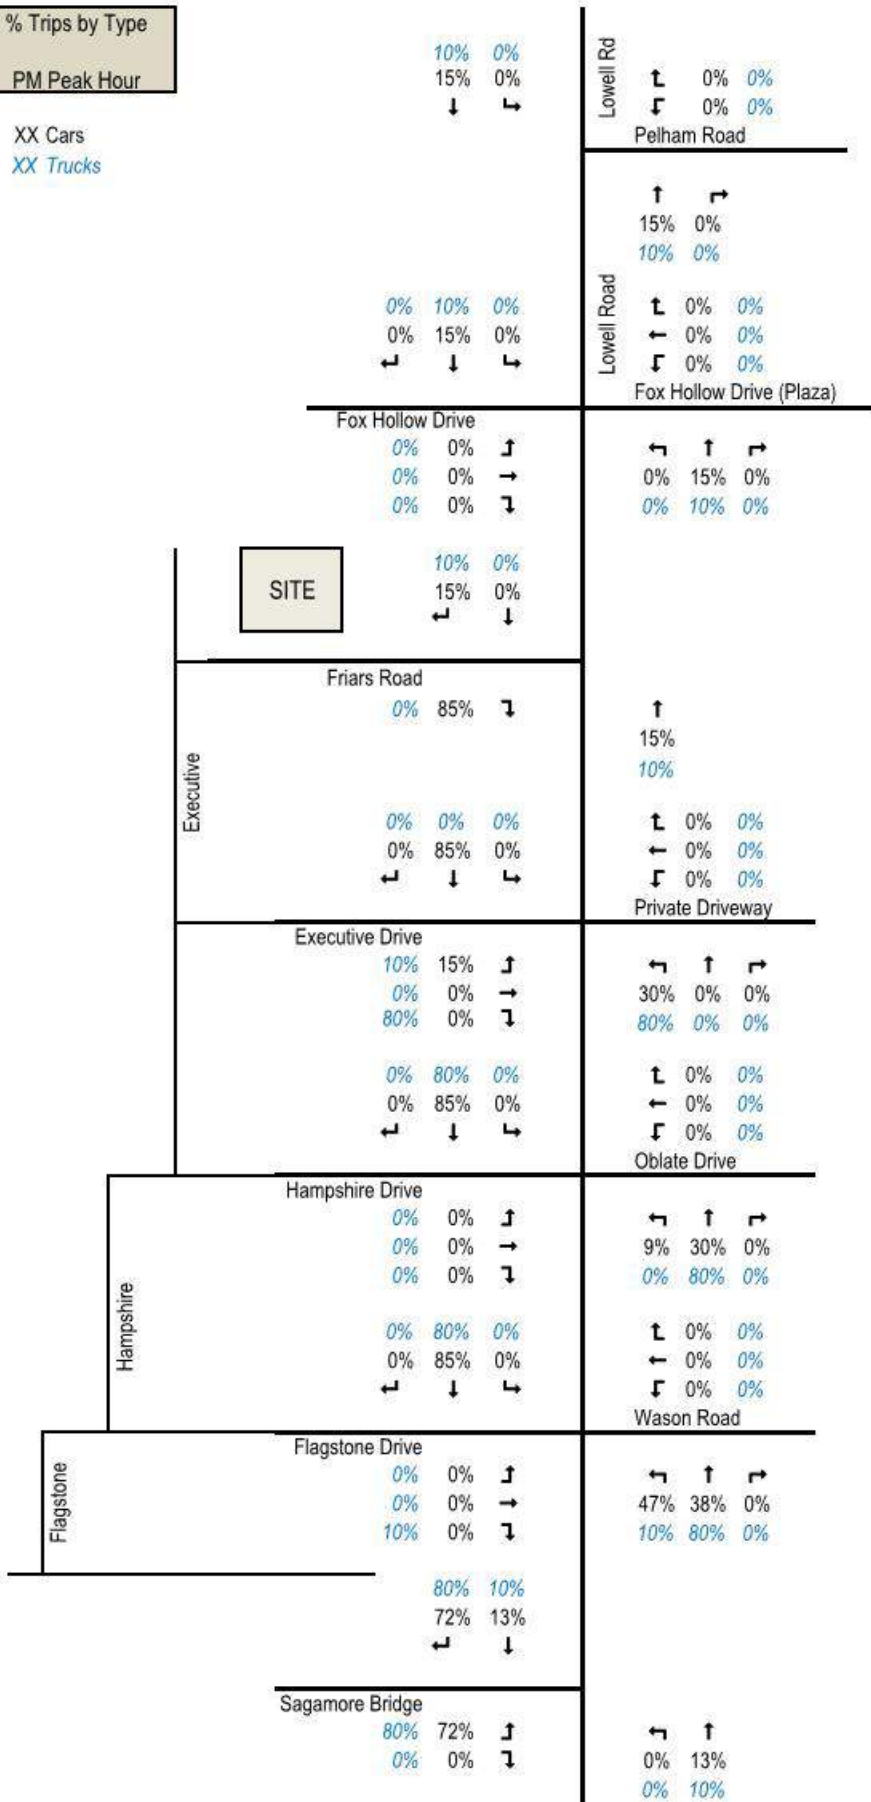 % Trips by Type
PM Peak Hour
XX Cars
XX Trucks
10% 0%
15% 0%
Lowell Rd
0% 0%
0% 0%
Pelham Road
15% 0%
10% 0%
0% 10% 0%
0% 15% 0%
Lowell Road
0% 0%
0% 0%
0% 0%
Fox Hollow Drive (Plaza)
Fox Hollow Drive
0% 0%
0% 0%
0% 0%
0% 15% 0%
0% 10% 0%
SITE
10% 0%
15% 0%
Friars Road
0% 85%
15%
10%
Executive
0% 0% 0%
0% 85% 0%
0% 0%
0% 0%
0% 0%
Private Driveway
Executive Drive
10% 15%
0% 0%
80% 0%
30% 0% 0%
80% 0% 0%
0% 80% 0%
0% 85% 0%
0% 0%
0% 0%
0% 0%
Oblate Drive
Hampshire Drive
0% 0%
0% 0%
0% 0%
9% 30% 0%
0% 80% 0%
Hampshire
0% 80% 0%
0% 85% 0%
0% 0%
0% 0%
0% 0%
Wason Road
Flagstone Drive
0% 0%
0% 0%
10% 0%
47% 38% 0%
10% 80% 0%
Flagstone
80% 10%
72% 13%
Sagamore Bridge
80% 72%
0% 0%
0% 13%
0% 10%